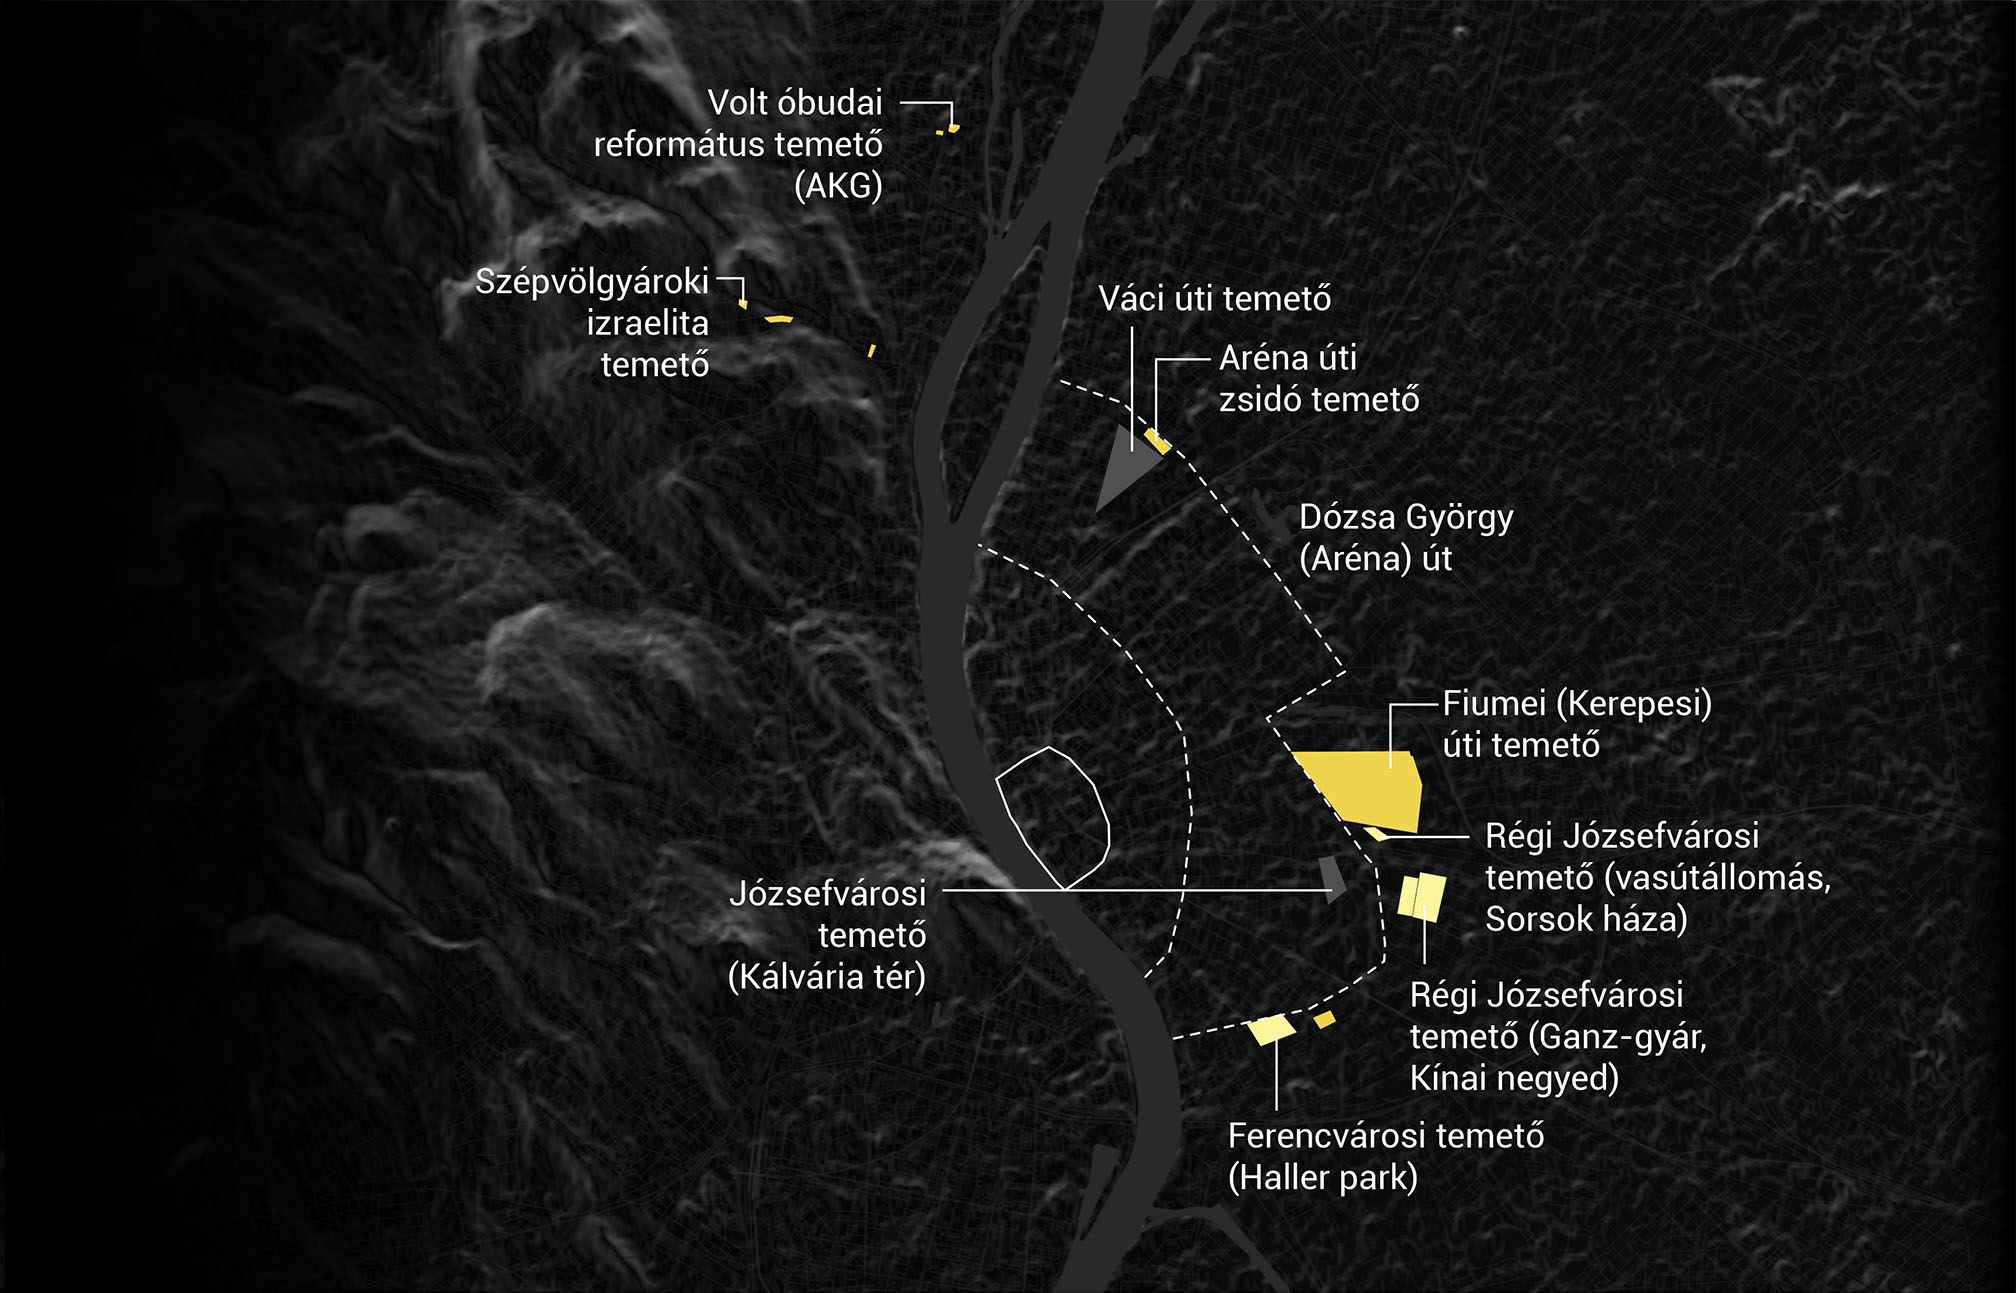 Volt óbudai
református temető
(AKG)
Szépvölgyároki
izraelita
temető
Váci úti temető
Aréna úti
zsidó temető
Dózsa György
(Aréna) út
Fiumei (Kerepesi)
úti temető
Régi Józsefvárosi
temető (vasútállomás,
Sorsok háza)
Józsefvárosi
temető
(Kálvária tér)
Régi Józsefvárosi
temető (Ganz-gyár,
Kínai negyed)
Ferencvárosi temető
(Haller park)